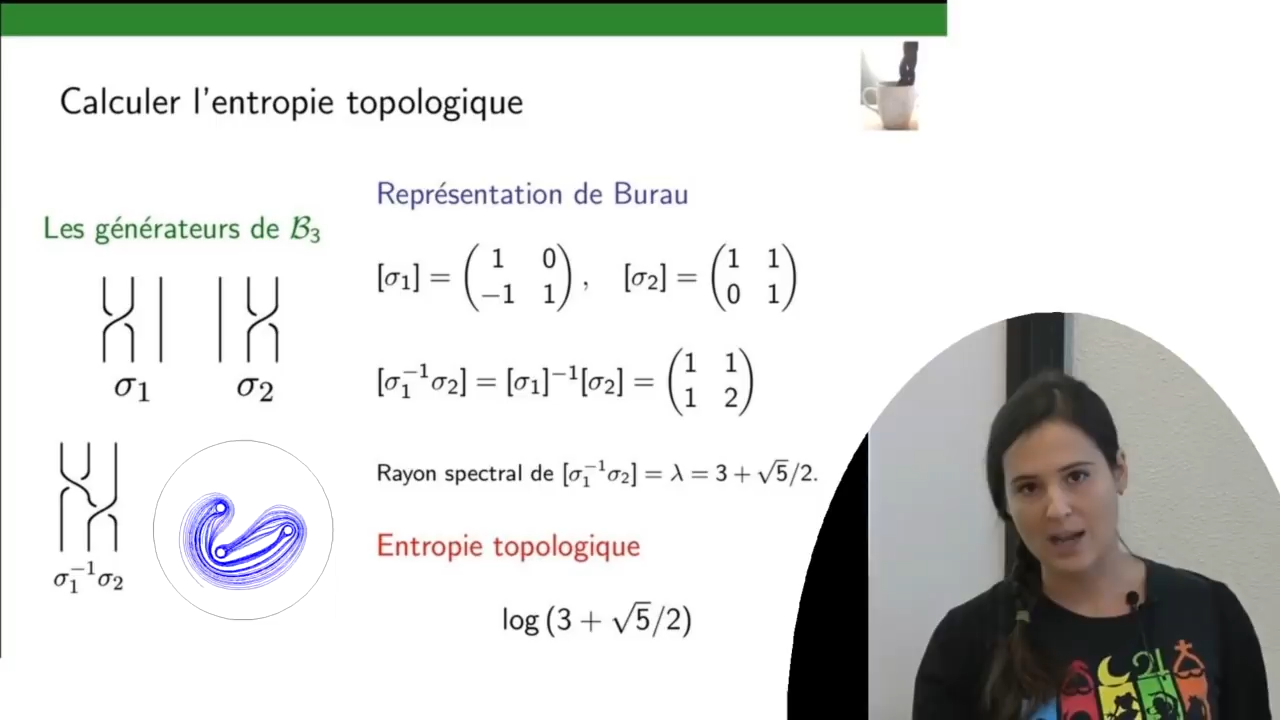 Calculer l'entropie topologique
Les générateurs de 𝓑₃
σ₁ σ₂
σ₁⁻¹σ₂
Représentation de Burau
[σ₁] = ( 1 0 ; −1 1 ), [σ₂] = ( 1 1 ; 0 1 )
[σ₁⁻¹σ₂] = [σ₁]⁻¹[σ₂] = ( 1 1 ; 1 2 )
Rayon spectral de [σ₁⁻¹σ₂] = λ = 3 + √5/2.
Entropie topologique
log (3 + √5/2)